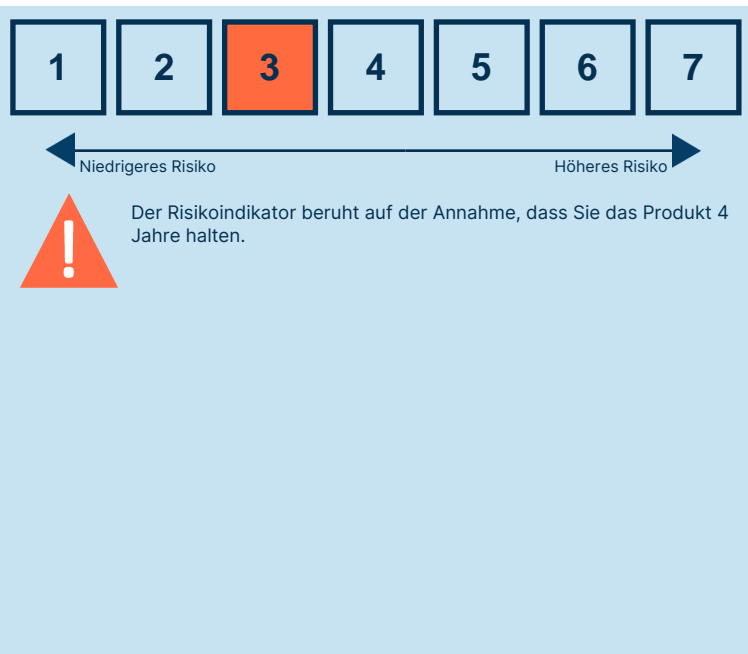 1 2 3 4 5 6 7
Niedrigeres Risiko Höheres Risiko
Der Risikoindikator beruht auf der Annahme, dass Sie das Produkt 4
Jahre halten.